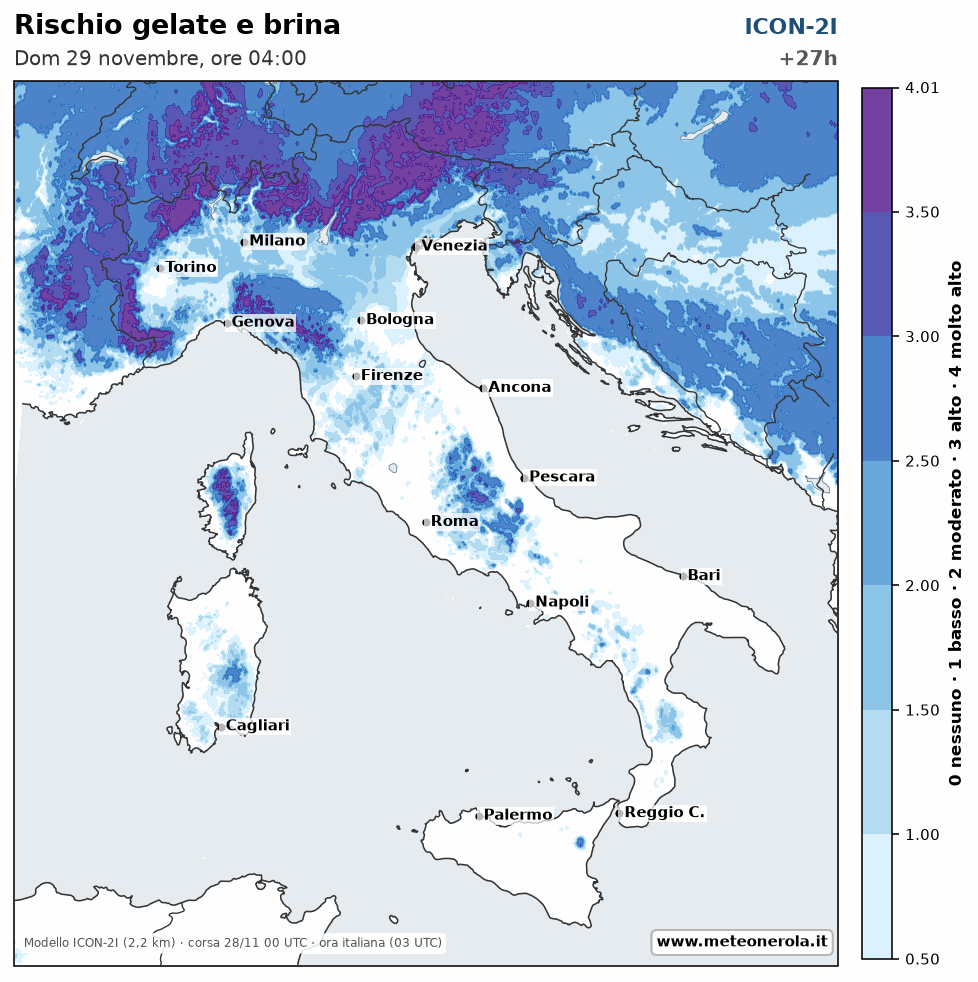 Rischio gelate e brina
ICON-2I
Dom 29 novembre, ore 04:00
+27h
4.01
3.50
3.00
2.50
2.00
1.50
1.00
0.50
0 nessuno · 1 basso · 2 moderato · 3 alto · 4 molto alto
Milano
Venezia
Torino
Genova
Bologna
Firenze
Ancona
Pescara
Roma
Bari
Napoli
Cagliari
Palermo
Reggio C.
Modello ICON-2I (2,2 km) · corsa 28/11 00 UTC · ora italiana (03 UTC)
www.meteonerola.it